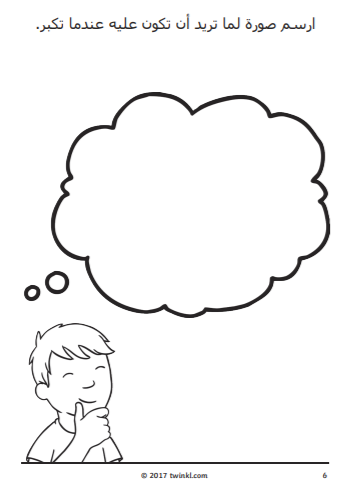 ارسم صورة لما تريد أن تكون عليه عندما تكبر.
© 2017 twinkl.com
6